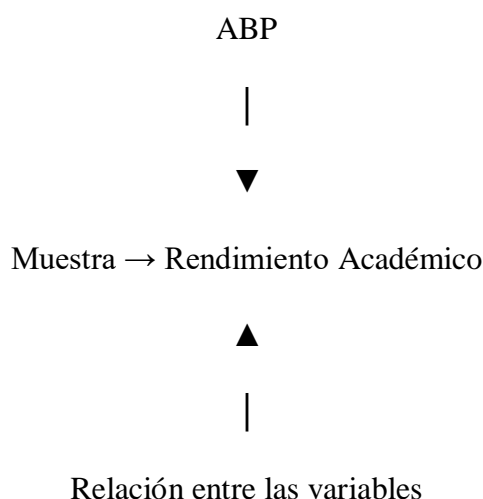 ABP
|
▼
Muestra → Rendimiento Académico
▲
|
Relación entre las variables